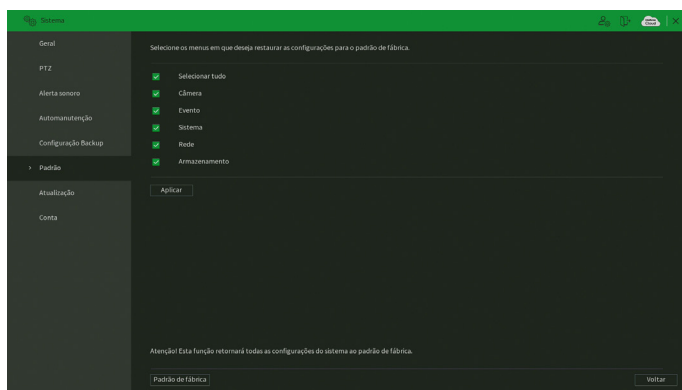 Sistema
Cloud
Geral
PTZ
Alerta sonoro
Automanutenção
Configuração Backup
Padrão
Atualização
Conta
Selecione os menus em que deseja restaurar as configurações para o padrão de fábrica.
Selecionar tudo
Câmera
Evento
Sistema
Rede
Armazenamento
Aplicar
Atenção! Esta função retornará todas as configurações do sistema ao padrão de fábrica.
Padrão de fábrica
Voltar